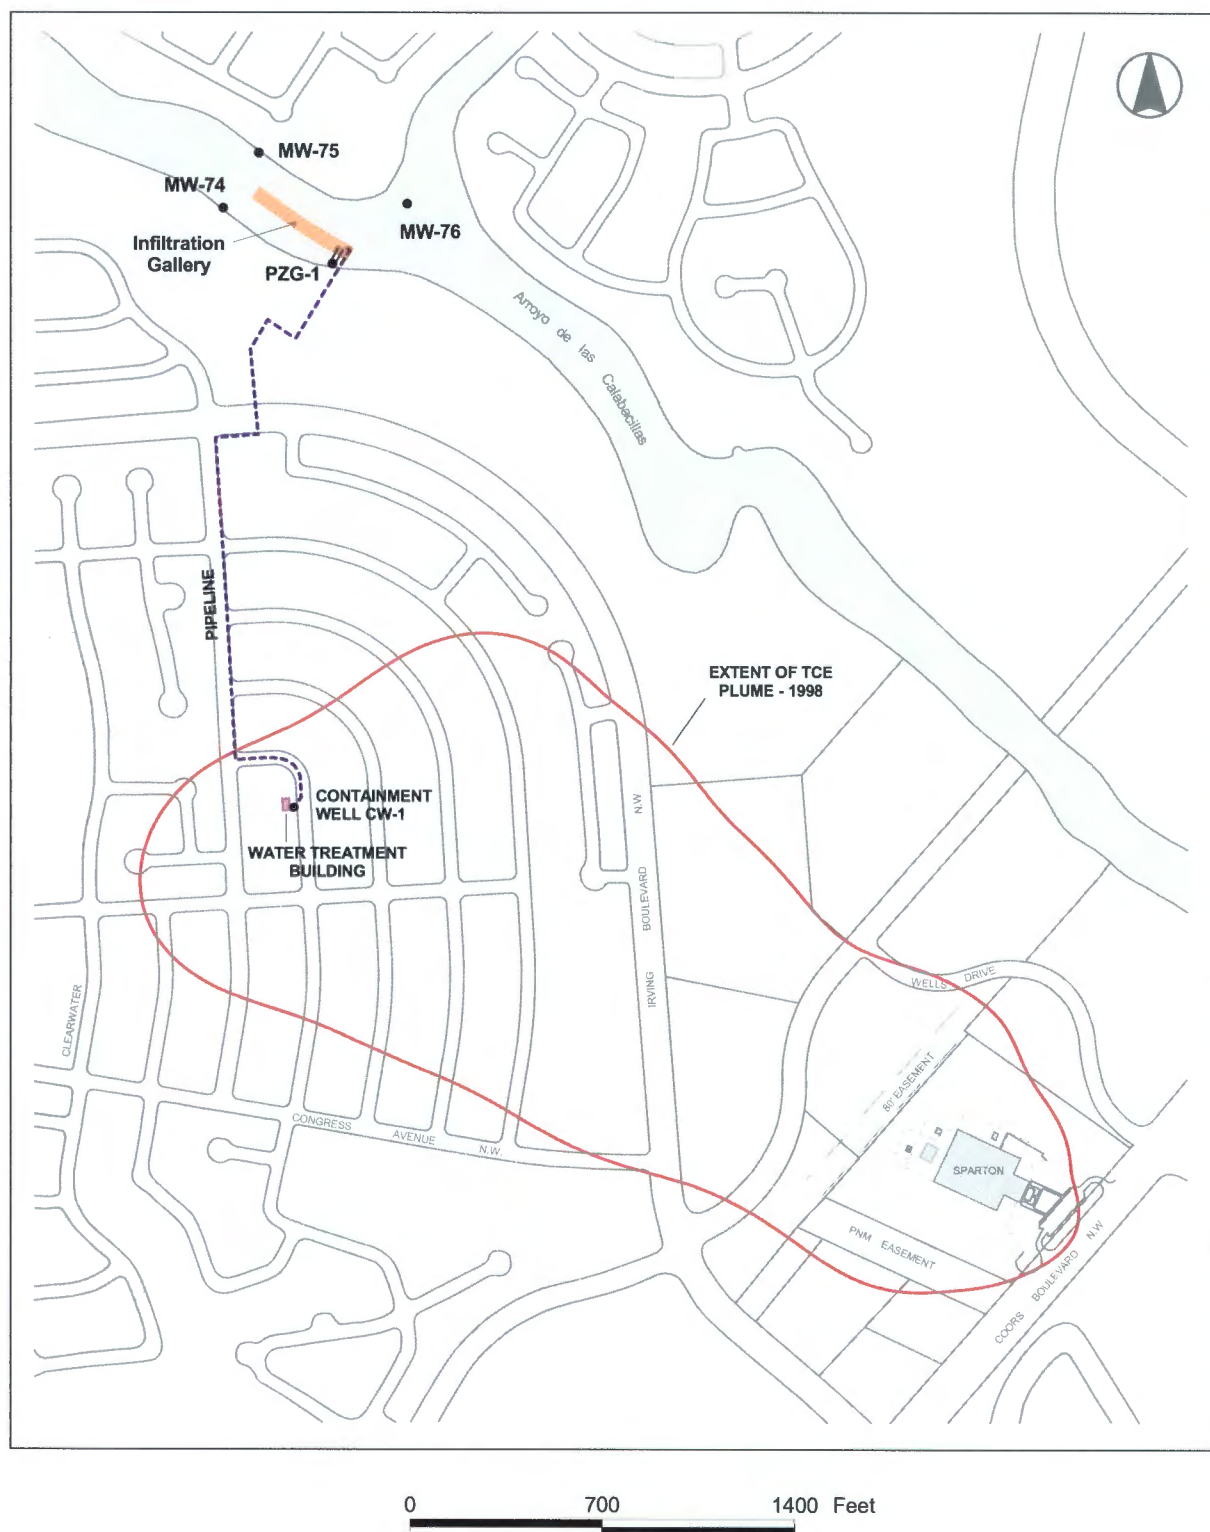 MW-75
MW-74
MW-76
Infiltration
Gallery
PZG-1
Arroyo de las Calabacillas
PIPELINE
EXTENT OF TCE
PLUME - 1998
CONTAINMENT
WELL CW-1
WATER TREATMENT
BUILDING
IRVING BOULEVARD N.W
WELLS DRIVE
CLEARWATER
80' EASEMENT
CONGRESS AVENUE N.W.
SPARTON
PNM EASEMENT
COORS BOULEVARD N.W
0 700 1400 Feet